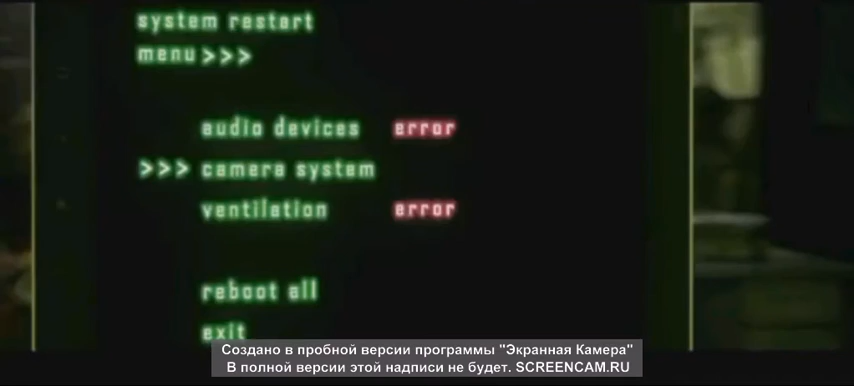 system restart
menu>>>
audio devices error
>>> camera system
ventilation error
reboot all
exit
Создано в пробной версии программы "Экранная Камера"
В полной версии этой надписи не будет. SCREENCAM.RU